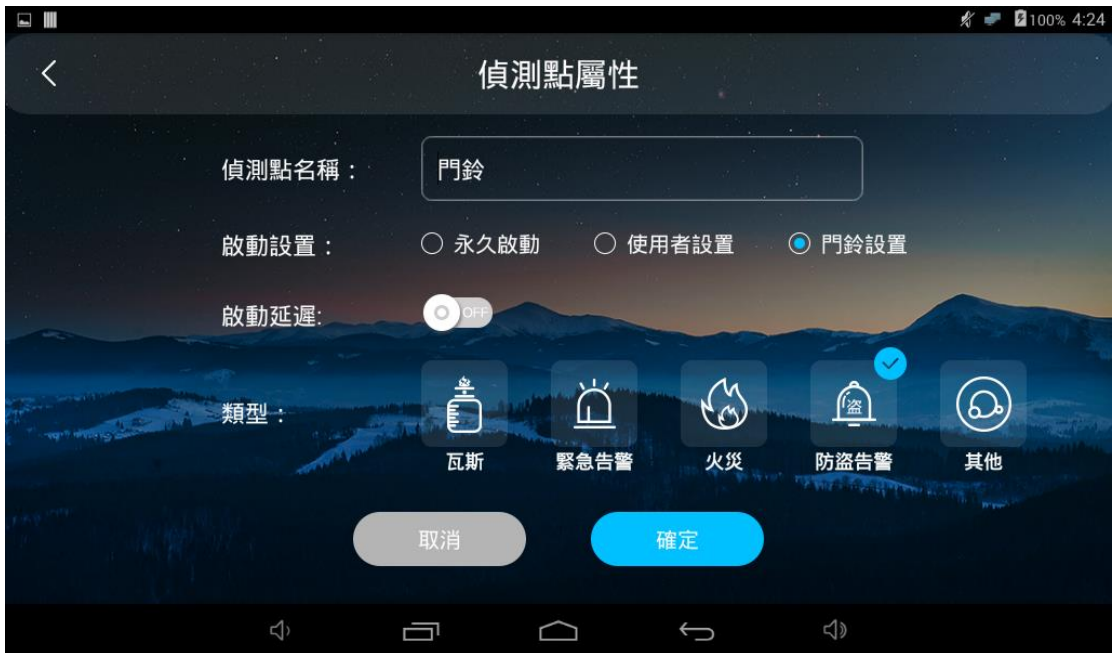 100% 4:24
偵測點屬性
偵測點名稱： 門鈴
啟動設置： 永久啟動 使用者設置 門鈴設置
啟動延遲: OFF
盜
類型：
瓦斯 緊急告警 火災 防盜告警 其他
取消 確定